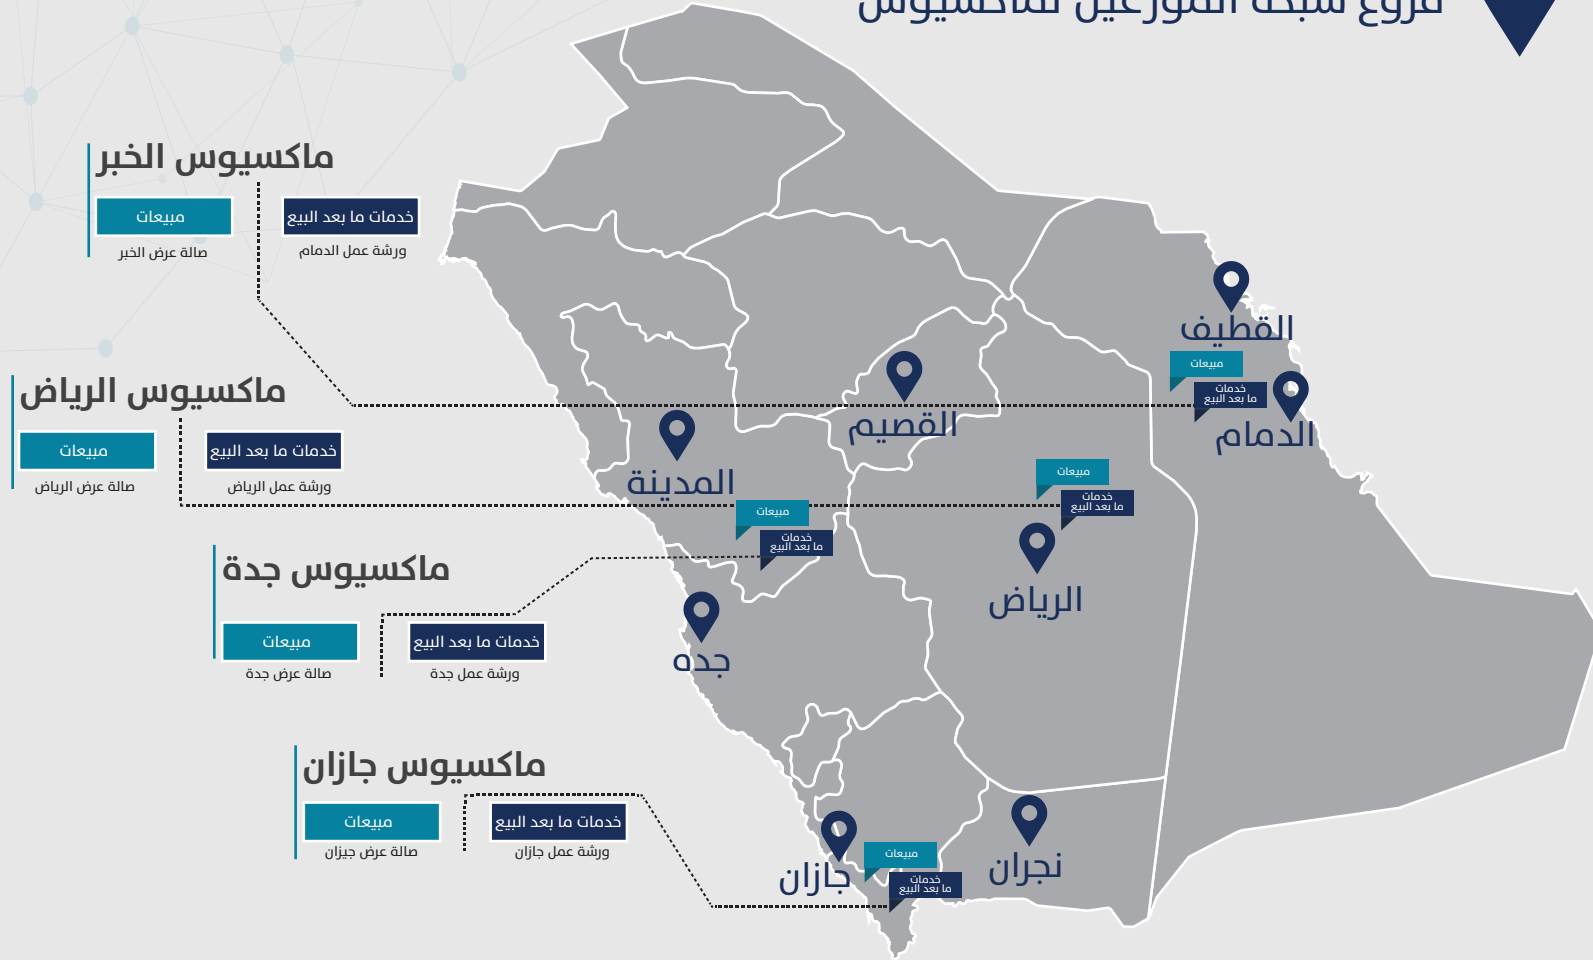 فروع شبكة الموزعين لماكسيوس
ماكسيوس الخبر
خدمات ما بعد البيع
مبيعات
ورشة عمل الدمام
صالة عرض الخبر
ماكسيوس الرياض
خدمات ما بعد البيع
مبيعات
ورشة عمل الرياض
صالة عرض الرياض
ماكسيوس جدة
خدمات ما بعد البيع
مبيعات
ورشة عمل جدة
صالة عرض جدة
ماكسيوس جازان
خدمات ما بعد البيع
مبيعات
ورشة عمل جازان
صالة عرض جيزان
القطيف
مبيعات
خدمات
ما بعد البيع
الدمام
القصيم
المدينة
مبيعات
خدمات
ما بعد البيع
الرياض
مبيعات
خدمات
ما بعد البيع
جده
نجران
جازان
مبيعات
خدمات
ما بعد البيع